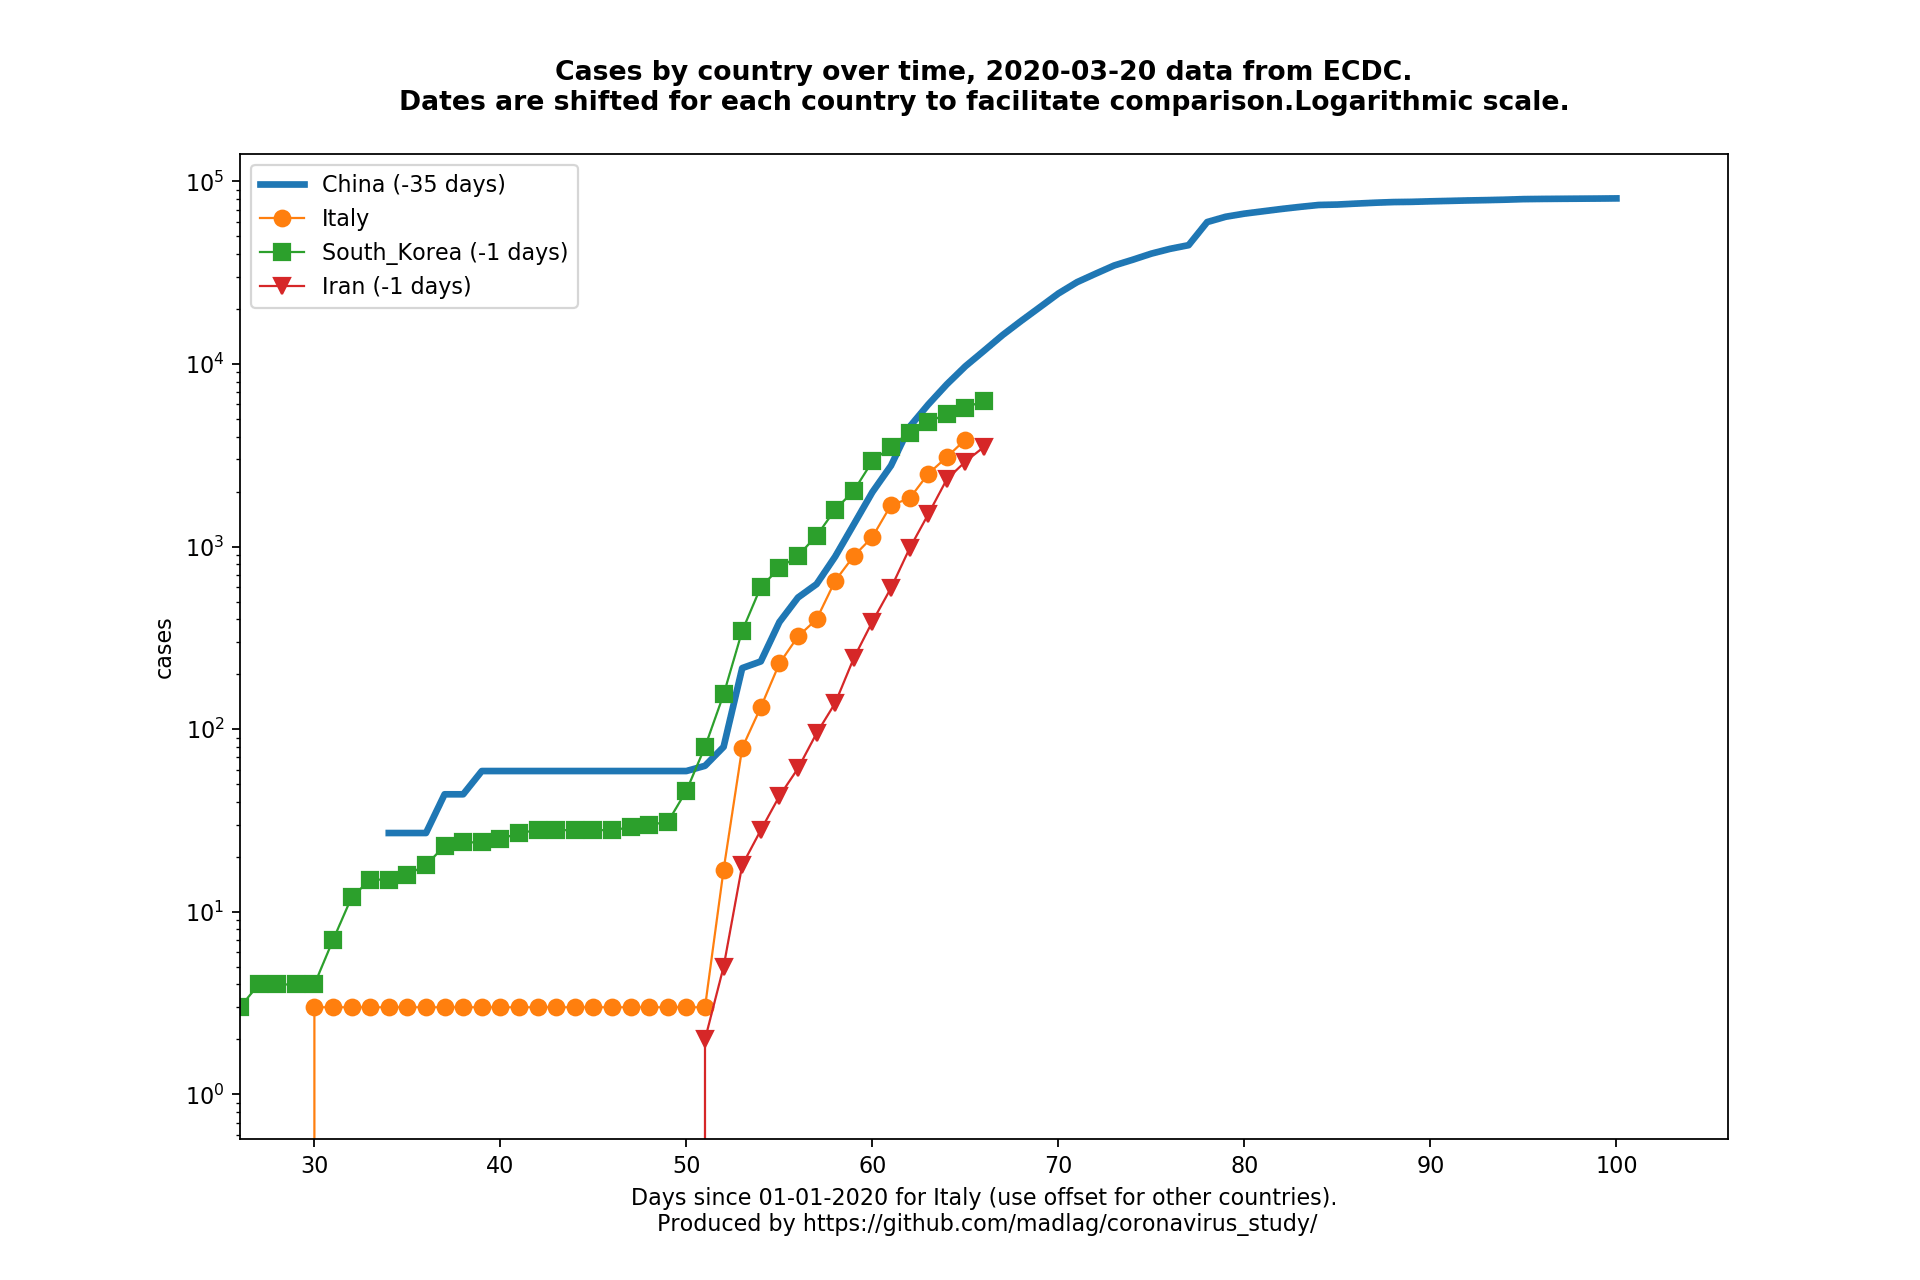 Cases by country over time, 2020-03-20 data from ECDC.
Dates are shifted for each country to facilitate comparison.Logarithmic scale.
China (-35 days)
Italy
South_Korea (-1 days)
Iran (-1 days)
10⁵
10⁴
10³
10²
10¹
10⁰
cases
30 40 50 60 70 80 90 100
Days since 01-01-2020 for Italy (use offset for other countries).
Produced by https://github.com/madlag/coronavirus_study/